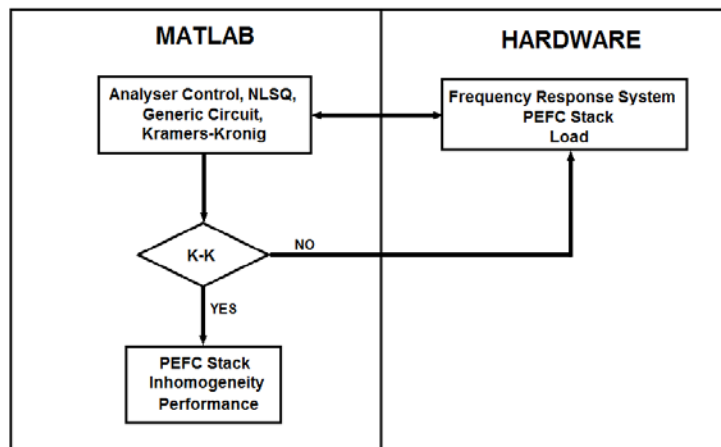 MATLAB
HARDWARE
Analyser Control, NLSQ,
Generic Circuit,
Kramers-Kronig
Frequency Response System
PEFC Stack
Load
K-K
NO
YES
PEFC Stack
Inhomogeneity
Performance